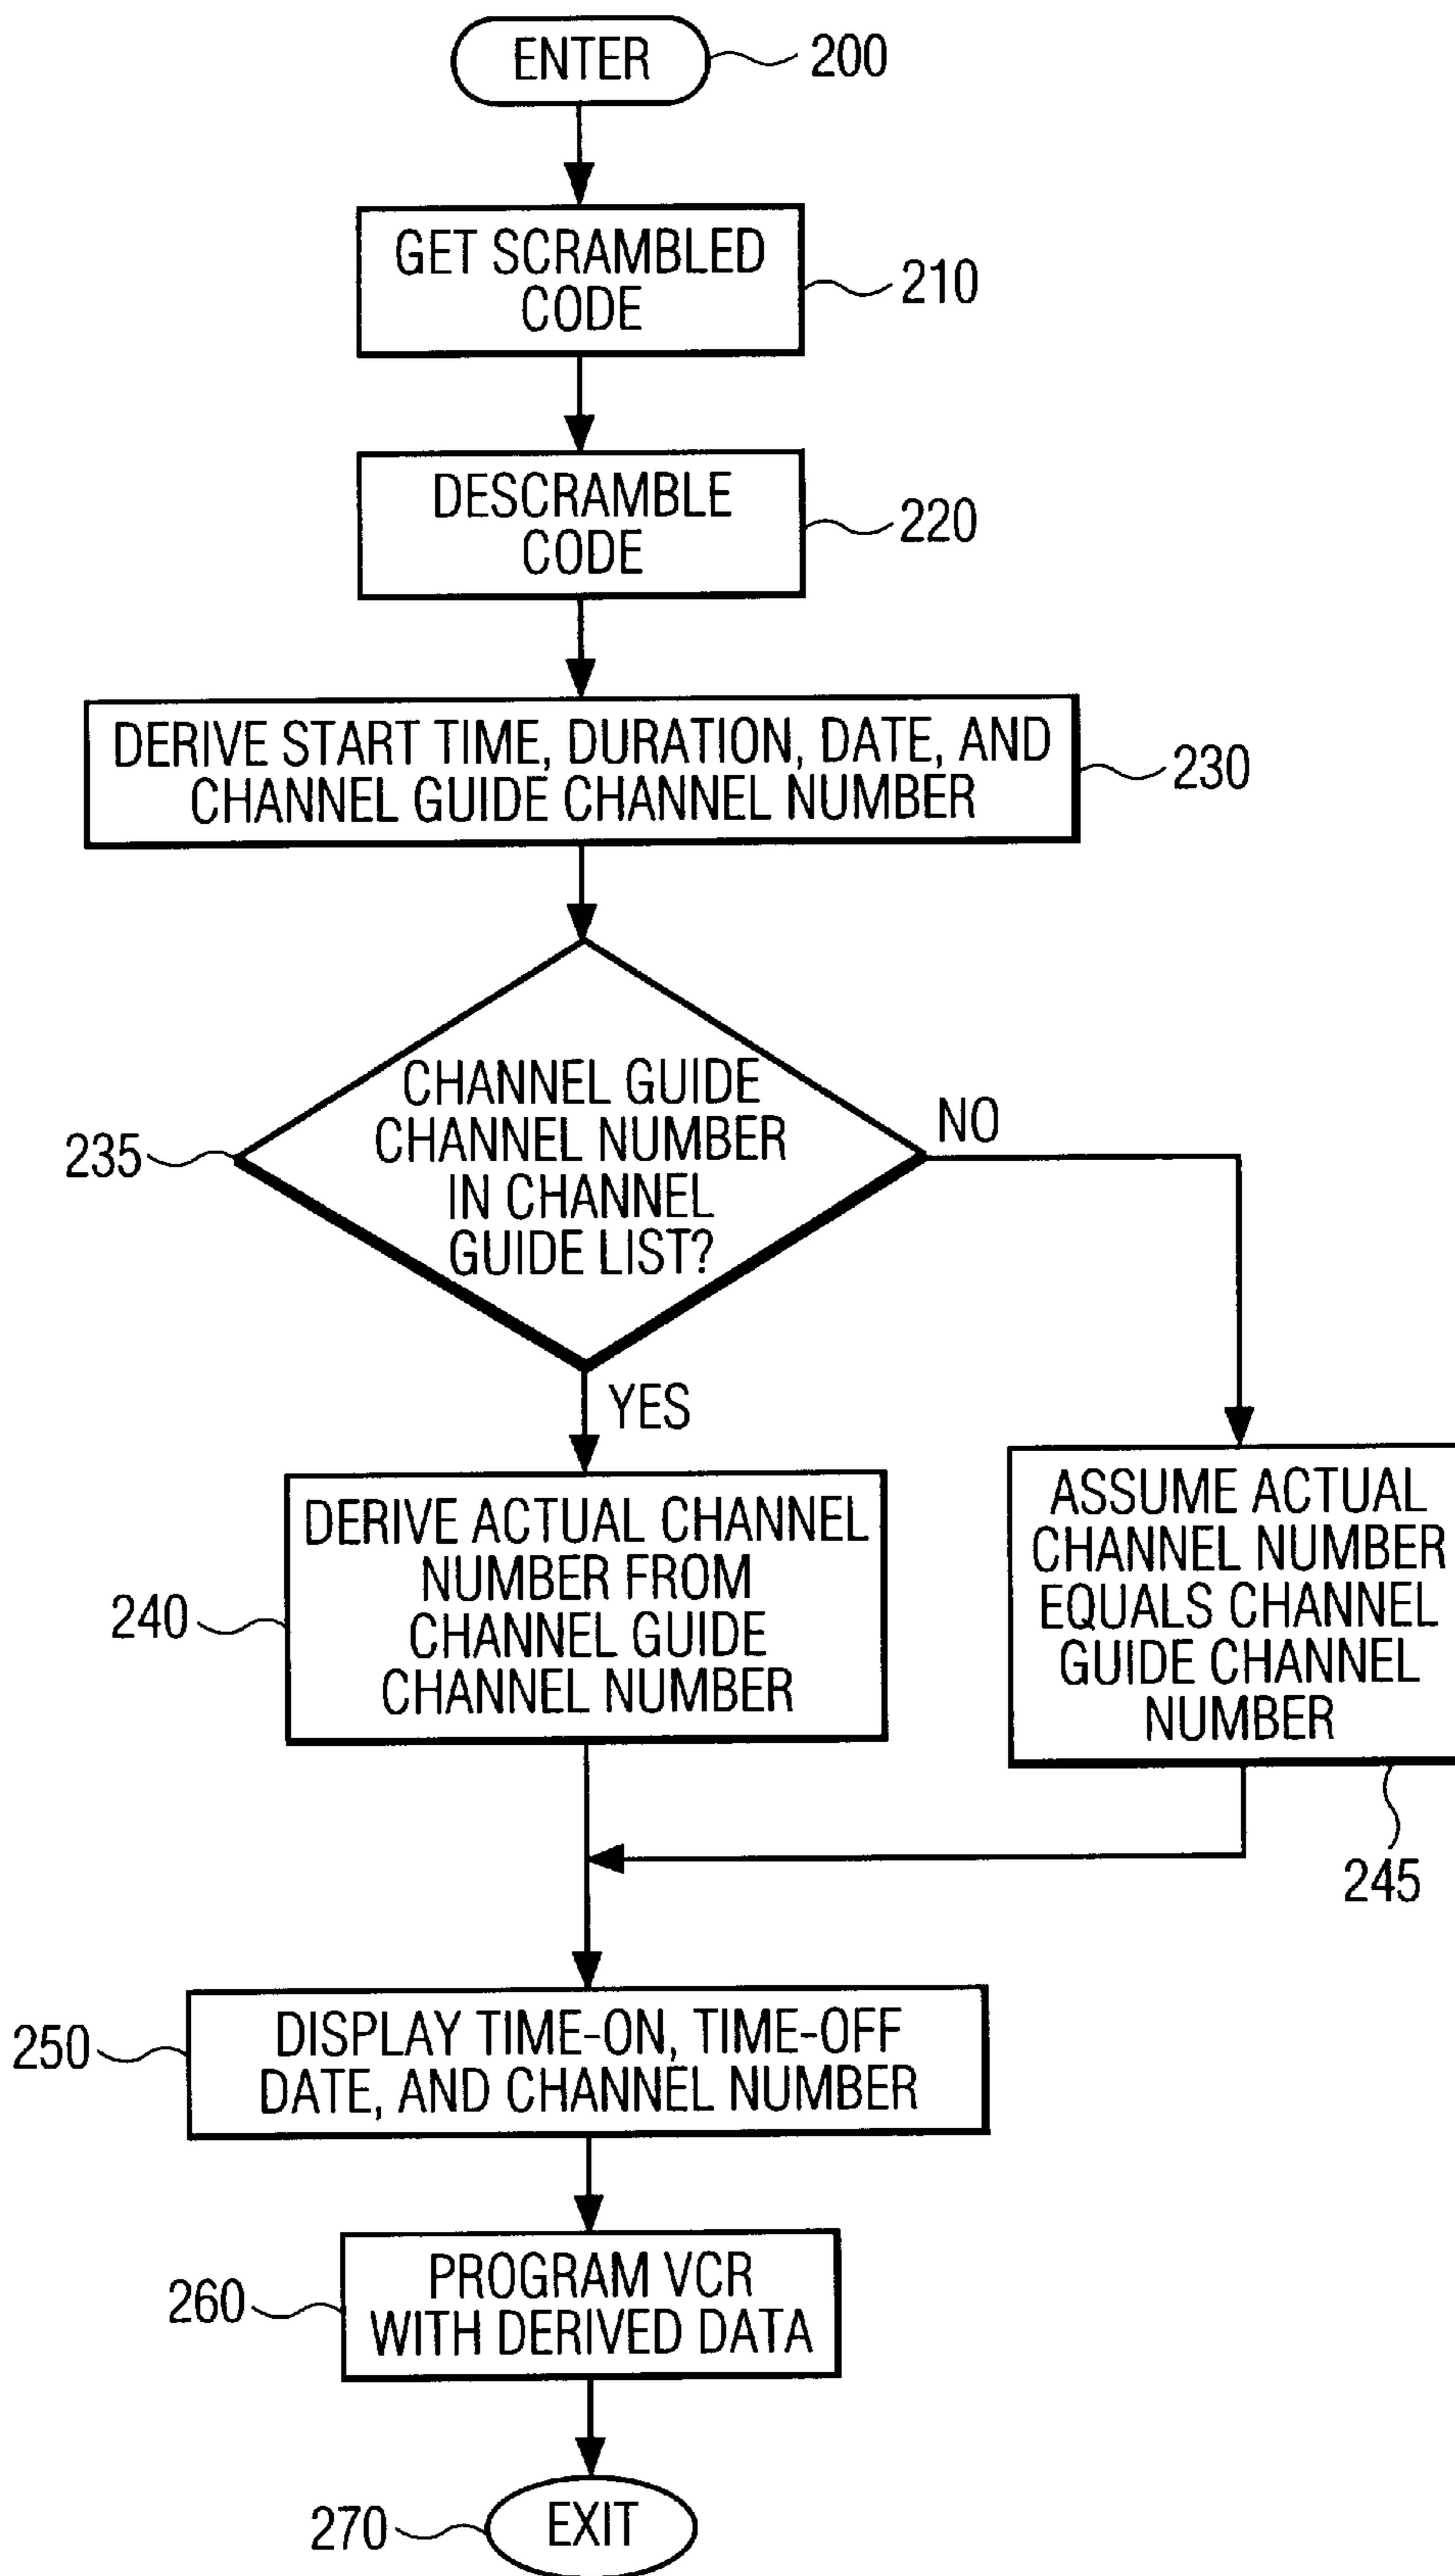 ENTER
200
GET SCRAMBLED
CODE
210
DESCRAMBLE
CODE
220
DERIVE START TIME, DURATION, DATE, AND
CHANNEL GUIDE CHANNEL NUMBER
230
CHANNEL GUIDE
CHANNEL NUMBER
IN CHANNEL
GUIDE LIST?
235
NO
YES
DERIVE ACTUAL CHANNEL
NUMBER FROM
CHANNEL GUIDE
CHANNEL NUMBER
240
ASSUME ACTUAL
CHANNEL NUMBER
EQUALS CHANNEL
GUIDE CHANNEL
NUMBER
245
DISPLAY TIME-ON, TIME-OFF
DATE, AND CHANNEL NUMBER
250
PROGRAM VCR
WITH DERIVED DATA
260
EXIT
270